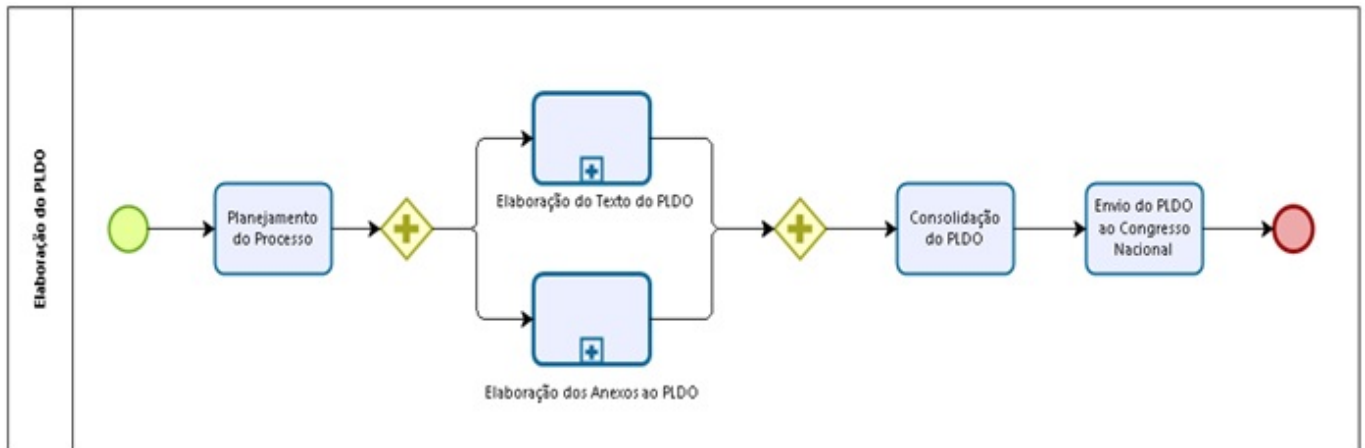 Elaboração do PLDO
Planejamento
do Processo
Elaboração do Texto do PLDO
Elaboração dos Anexos ao PLDO
Consolidação
do PLDO
Envio do PLDO
ao Congresso
Nacional